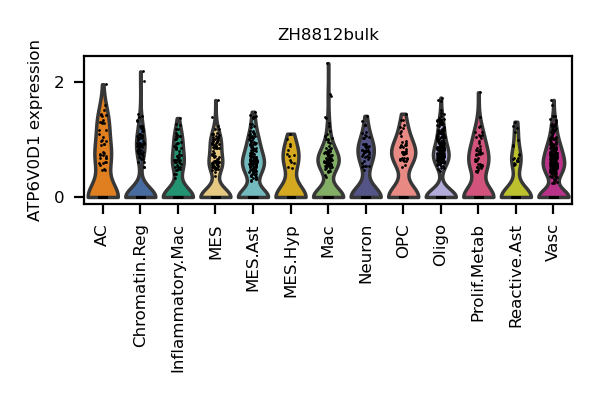 ZH8812bulk
ATP6V0D1 expression
2
0
AC
Chromatin.Reg
Inflammatory.Mac
MES
MES.Ast
MES.Hyp
Mac
Neuron
OPC
Oligo
Prolif.Metab
Reactive.Ast
Vasc